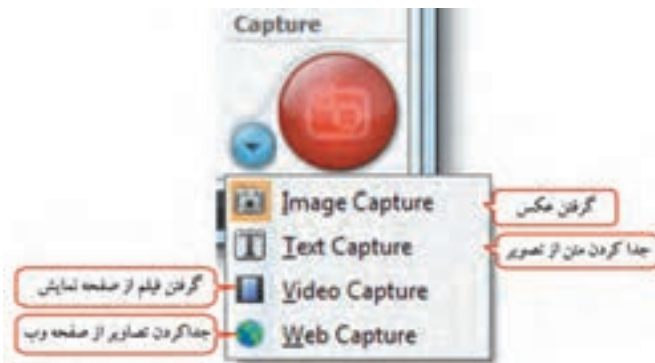 Capture
Image Capture
گرفتن عکس
Text Capture
جدا کردن متن از تصویر
Video Capture
گرفتن فیلم از صفحه نمایش
Web Capture
جداکردن تصاویر از صفحه وب